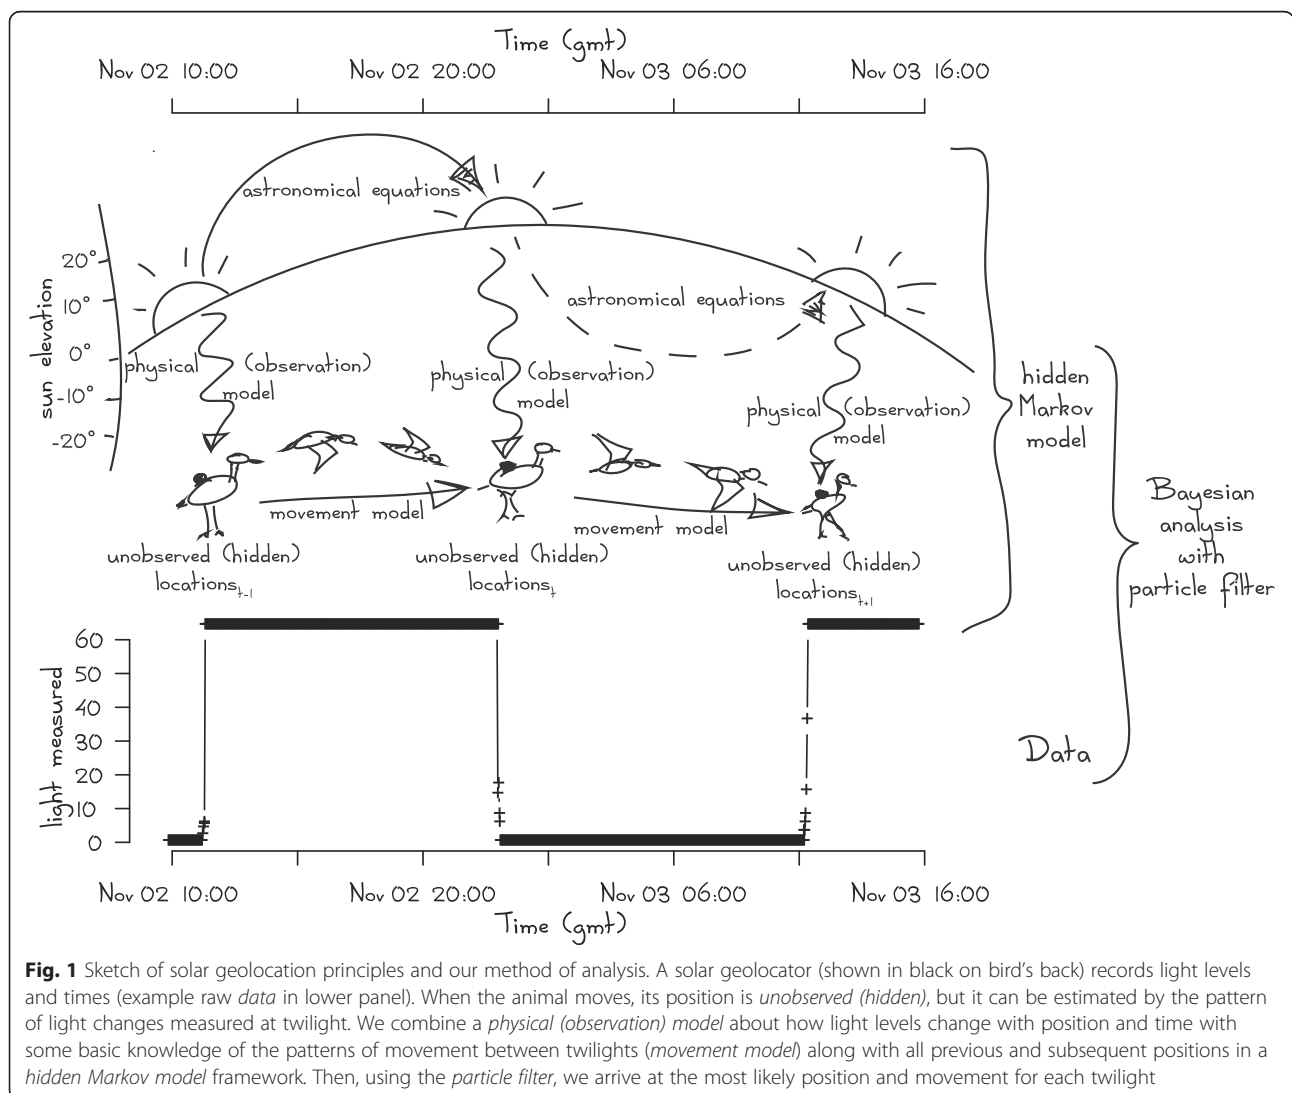 Time (gmt)
Nov 02 10:00 Nov 02 20:00 Nov 03 06:00 Nov 03 16:00
astronomical equations
sun elevation
20°
10°
0°
-10°
-20°
astronomical equations
physical (observation)
model
physical (observation)
model
physical (observation)
model
hidden
Markov
model
movement model
movement model
unobserved (hidden)
locations t-1
unobserved (hidden)
locations t
unobserved (hidden)
locations t+1
Bayesian
analysis
with
particle filter
light measured
60
50
40
30
20
10
0
Data
Nov 02 10:00 Nov 02 20:00 Nov 03 06:00 Nov 03 16:00
Time (gmt)
Fig. 1 Sketch of solar geolocation principles and our method of analysis. A solar geolocator (shown in black on bird's back) records light levels
and times (example raw data in lower panel). When the animal moves, its position is unobserved (hidden), but it can be estimated by the pattern
of light changes measured at twilight. We combine a physical (observation) model about how light levels change with position and time with
some basic knowledge of the patterns of movement between twilights (movement model) along with all previous and subsequent positions in a
hidden Markov model framework. Then, using the particle filter, we arrive at the most likely position and movement for each twilight